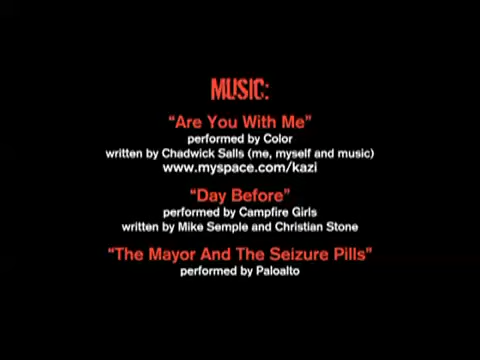 MUSIC:
“Are You With Me”
performed by Color
written by Chadwick Salls (me, myself and music)
www.myspace.com/kazi
“Day Before”
performed by Campfire Girls
written by Mike Semple and Christian Stone
“The Mayor And The Seizure Pills”
performed by Paloalto